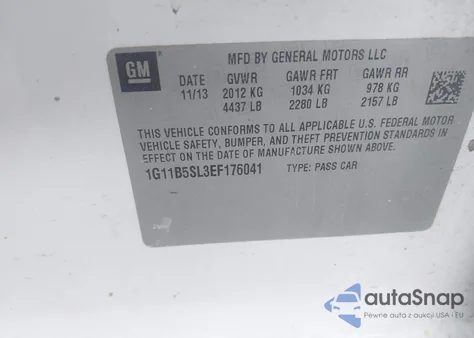 GM
MFD BY GENERAL MOTORS LLC
DATE GVWR GAWR FRT GAWR RR
11/13 2012 KG 1034 KG 978 KG
4437 LB 2280 LB 2157 LB
THIS VEHICLE CONFORMS TO ALL APPLICABLE U.S. FEDERAL MOTOR
VEHICLE SAFETY, BUMPER, AND THEFT PREVENTION STANDARDS IN
EFFECT ON THE DATE OF MANUFACTURE SHOWN ABOVE.
1G11B5SL3EF176041 TYPE: PASS CAR
autoSnap
Pewne auta z aukcji USA - EU